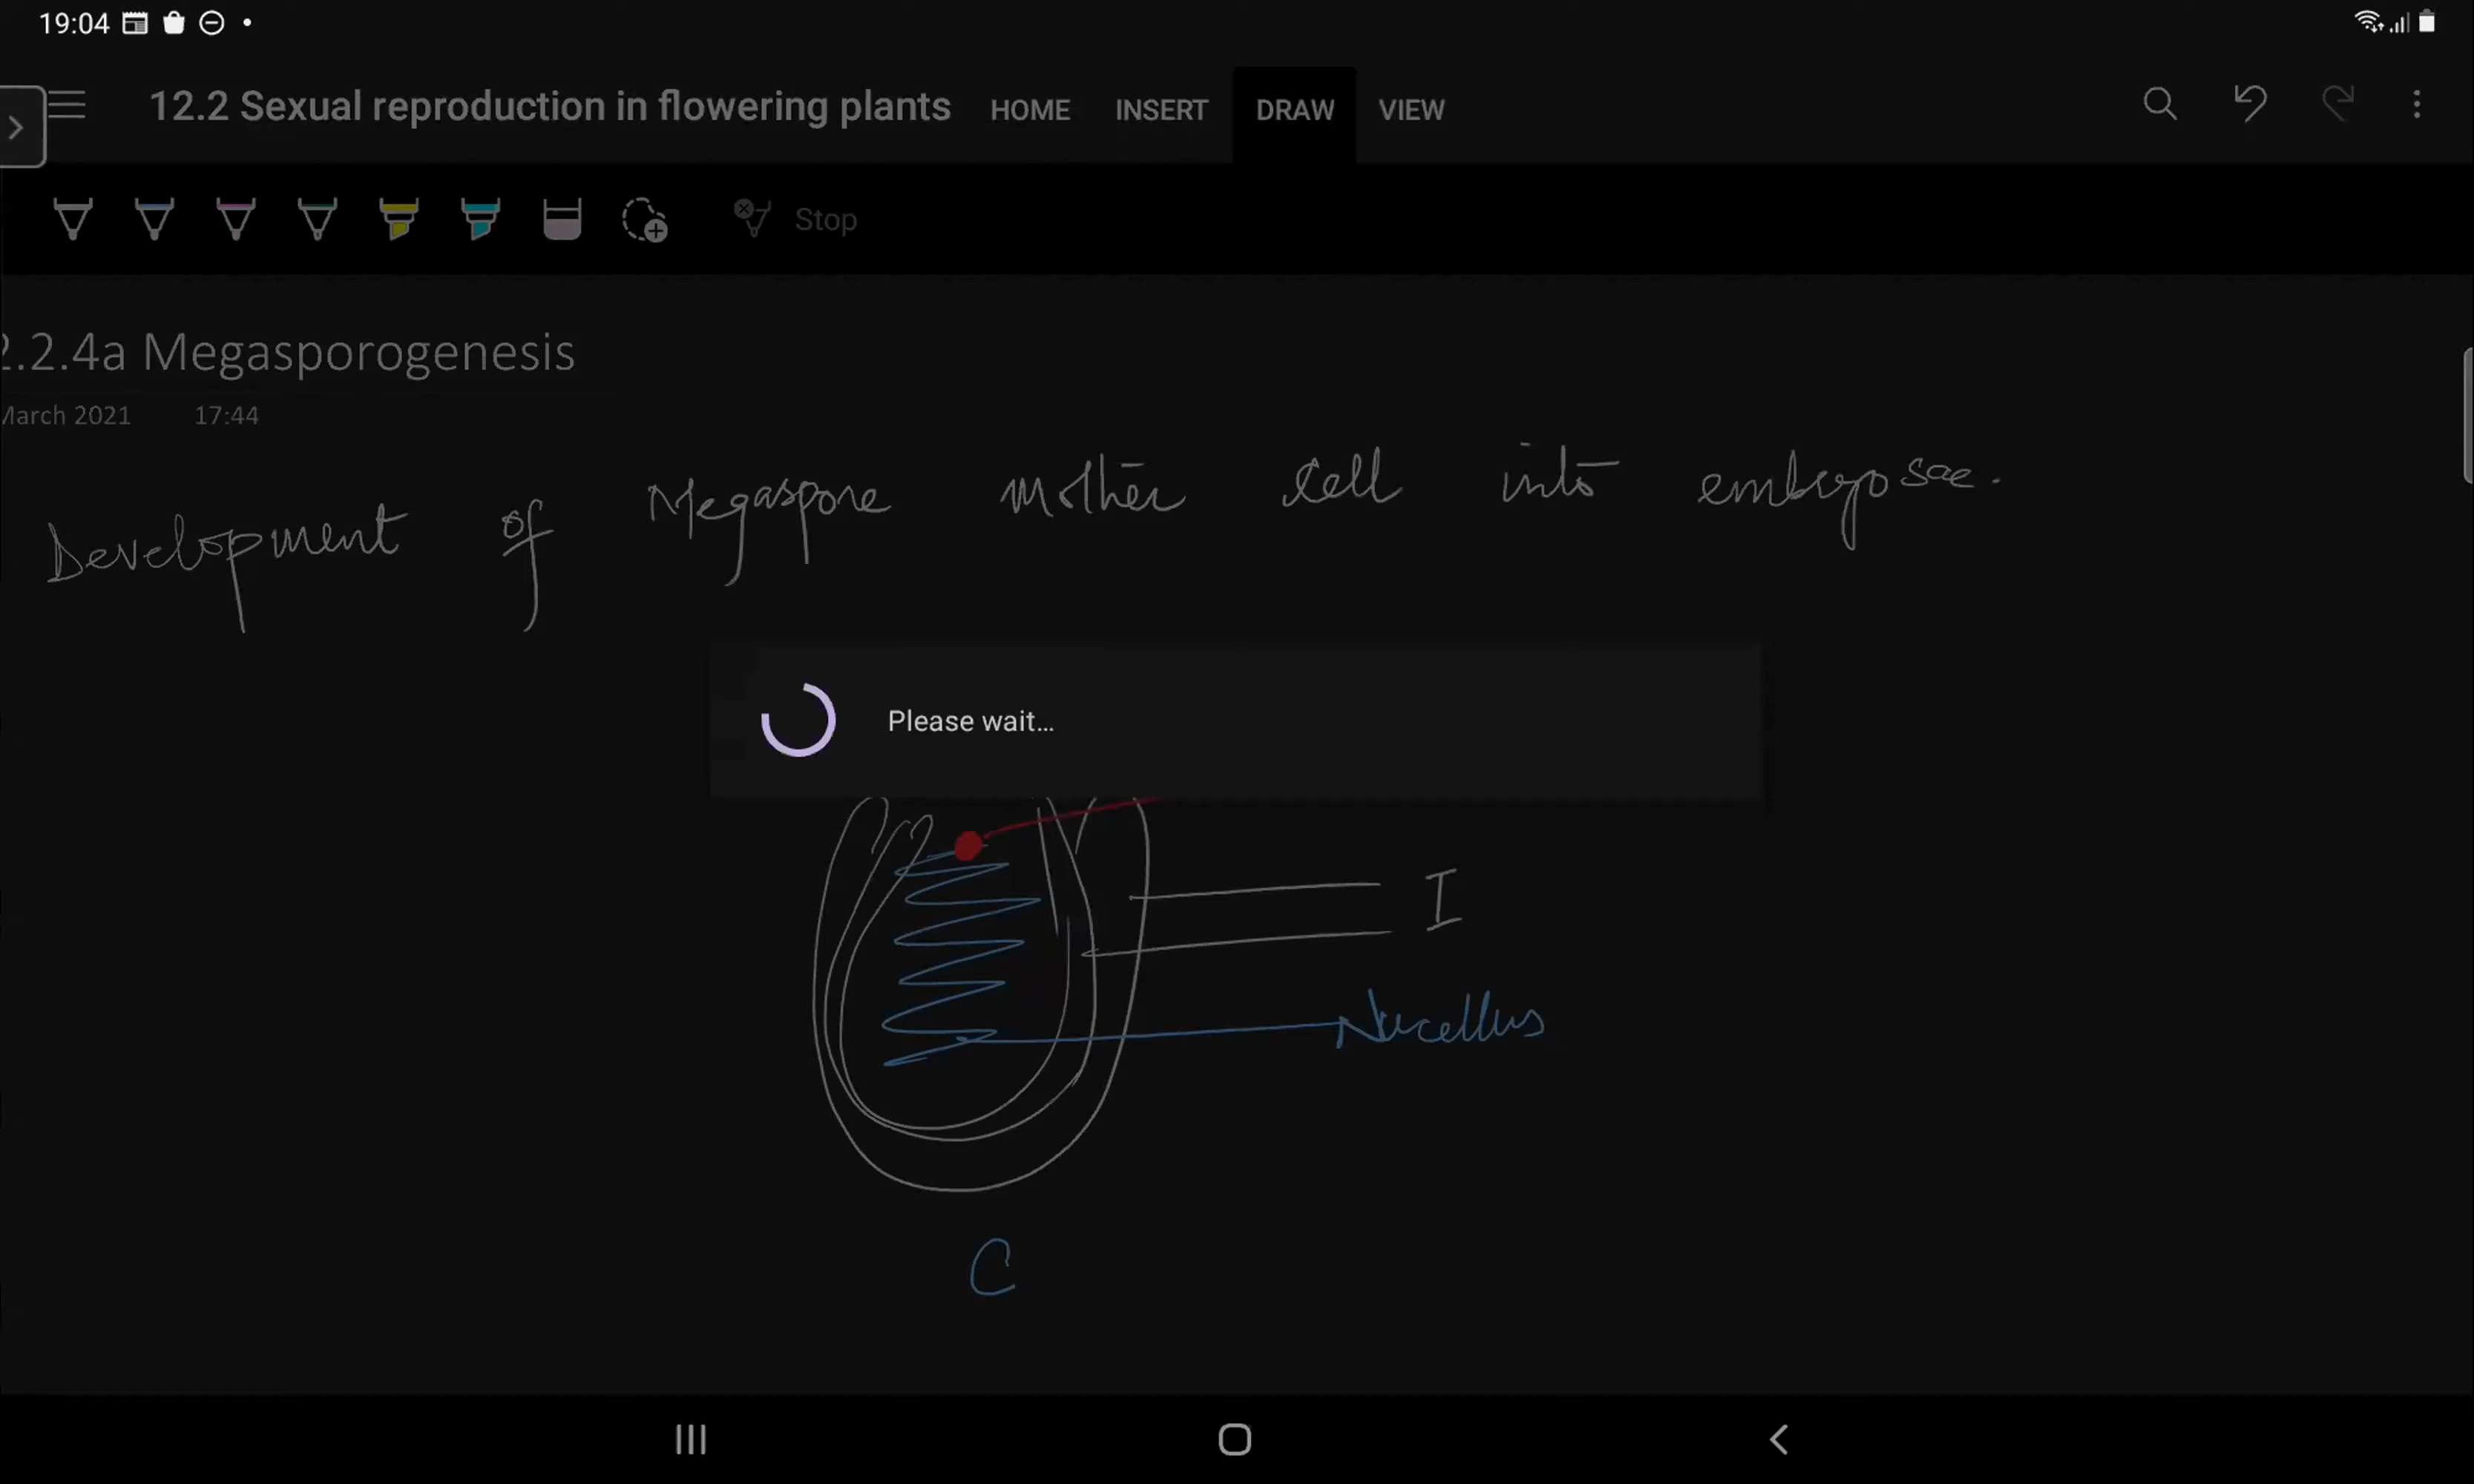 19:04
12.2 Sexual reproduction in flowering plants HOME INSERT DRAW VIEW
Stop
2.2.4a Megasporogenesis
March 2021 17:44
Development of Megaspore mother cell into embryo sac.
Please wait...
I
Nucellus
C